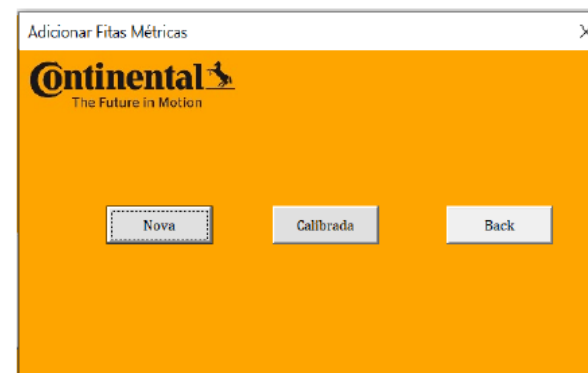 Adicionar Fitas Métricas
Continental
The Future in Motion
Nova
Calibrada
Back